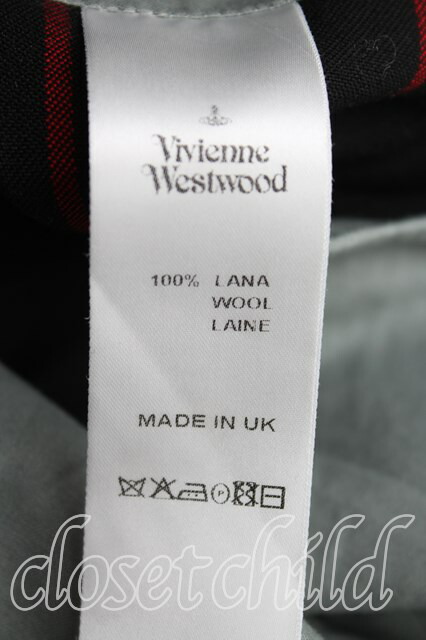 Vivienne
Westwood
100% LANA
WOOL
LAINE
MADE IN UK
P
closet child